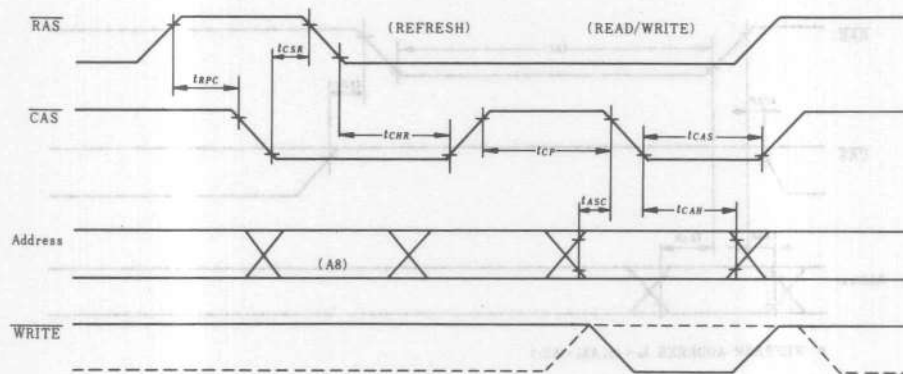 RAS (REFRESH) (READ/WRITE)
tCSR
tRPC
CAS tCHR tCP tCAS
tASC tCAH
Address (A8)
WRITE